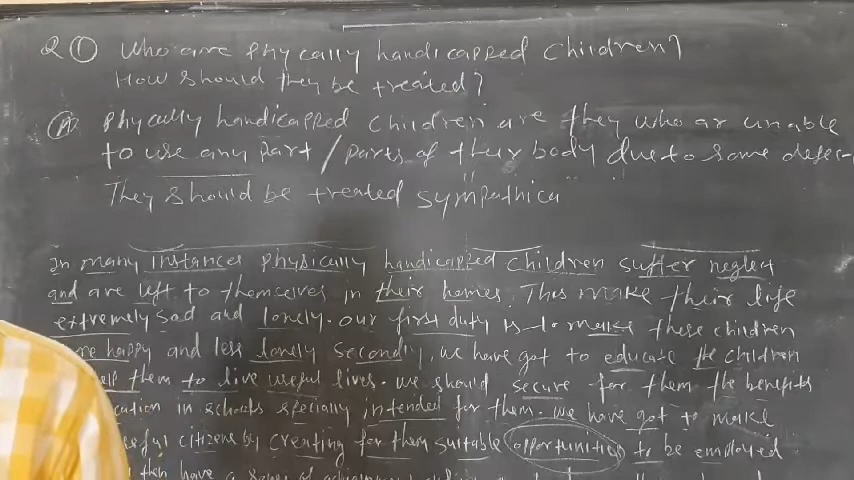 Q ① Who are phycally handicapped children?
How should they be treated?
Ⓐ phycally handicapped children are they who ar unable
to use any part / parts of their body due to some defec-
They should be treated sympathica
In many instances physically handicapped children suffer neglect
and are left to themselves in their homes. This make their life
extremely sad and lonely. our first duty is to make these children
happy and less lonely Secondly, we have got to educate the children
them to live useful lives. we should secure for them the benefits
cation in schools specially intended for them. we have got to make
eful citizens by creating for them suitable opportunities to be employed
have a